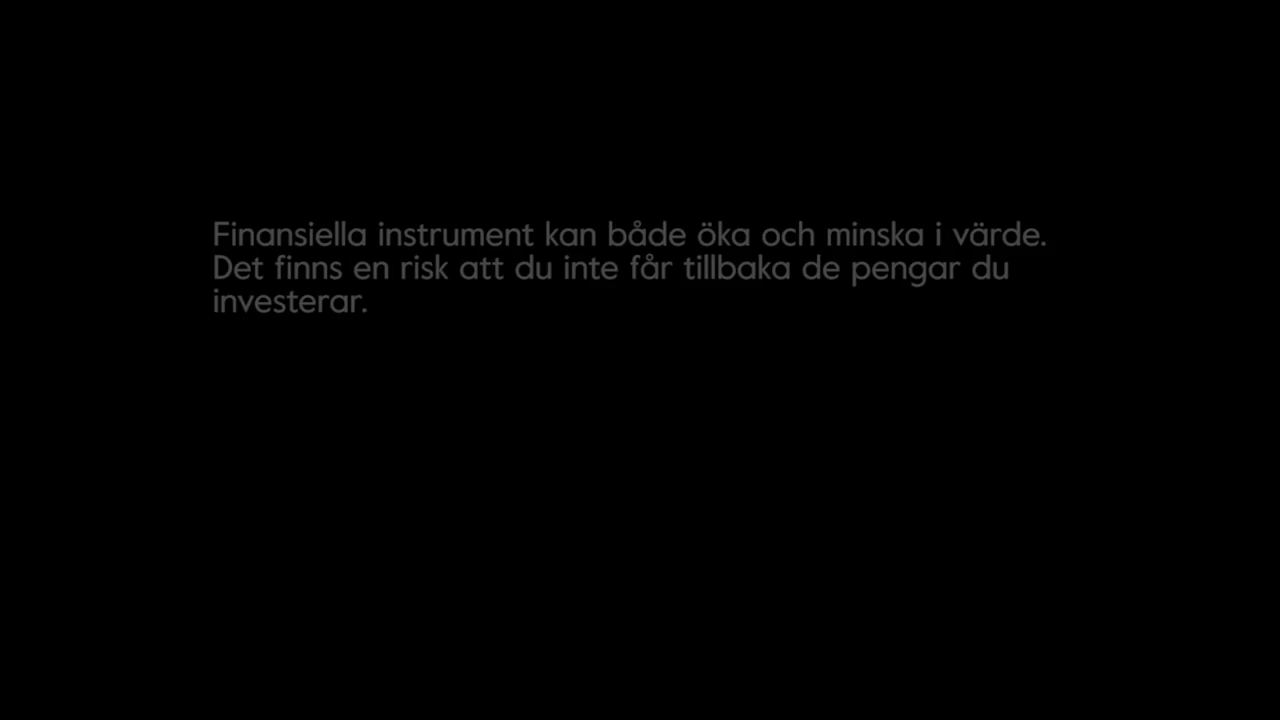 Finansiella instrument kan både öka och minska i värde.
Det finns en risk att du inte får tillbaka de pengar du
investerar.